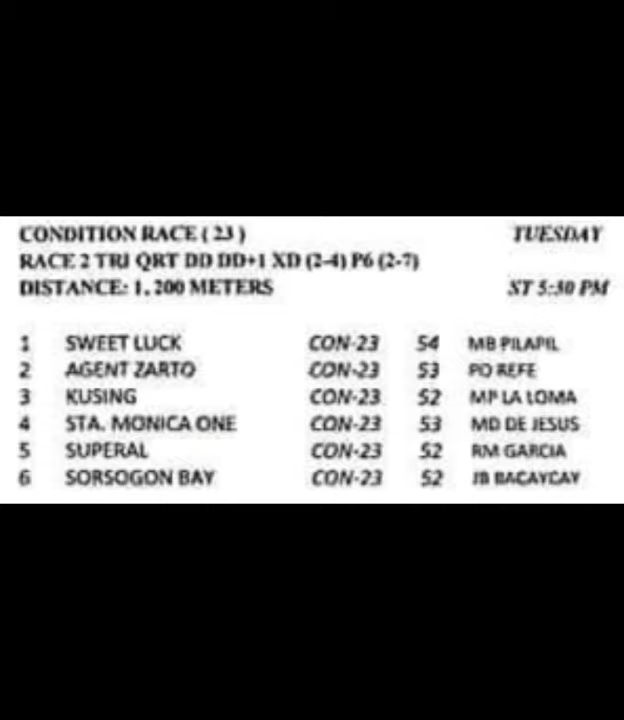 CONDITION RACE ( 23 ) TUESDAY
RACE 2 TRI QRT DD DD+1 XD (2-4) P6 (2-7)
DISTANCE: 1, 200 METERS ST 5:30 PM
1 SWEET LUCK CON-23 54 MB PILAPIL
2 AGENT ZARTO CON-23 53 PO REFE
3 KUSING CON-23 52 MP LA LOMA
4 STA. MONICA ONE CON-23 53 MD DE JESUS
5 SUPERAL CON-23 52 RM GARCIA
6 SORSOGON BAY CON-23 52 JB BACAYCAY